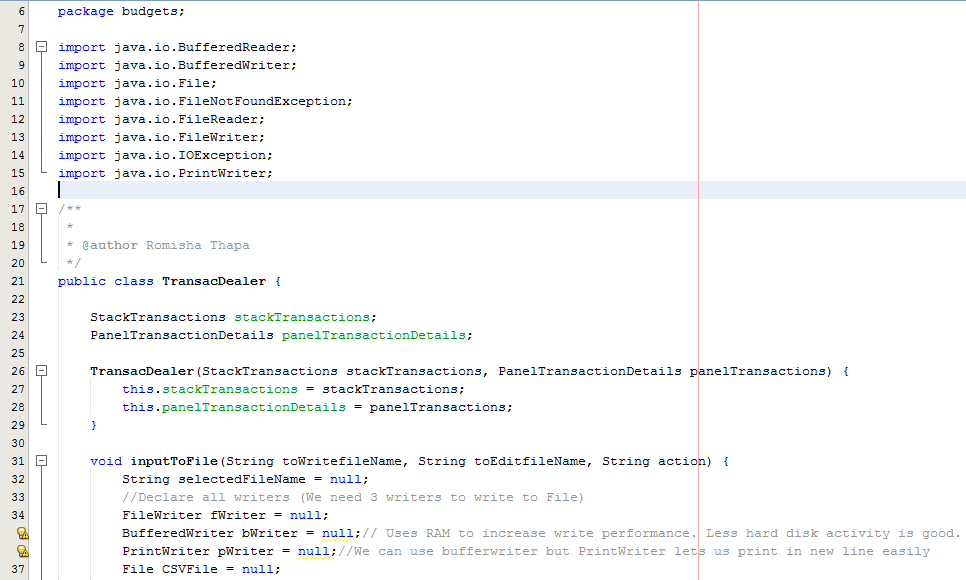 6 package budgets;
7
8 import java.io.BufferedReader;
9 import java.io.BufferedWriter;
10 import java.io.File;
11 import java.io.FileNotFoundException;
12 import java.io.FileReader;
13 import java.io.FileWriter;
14 import java.io.IOException;
15 import java.io.PrintWriter;
16
17 /**
18 *
19 * @author Romisha Thapa
20 */
21 public class TransacDealer {
22
23 StackTransactions stackTransactions;
24 PanelTransactionDetails panelTransactionDetails;
25
26 TransacDealer(StackTransactions stackTransactions, PanelTransactionDetails panelTransactions) {
27 this.stackTransactions = stackTransactions;
28 this.panelTransactionDetails = panelTransactions;
29 }
30
31 void inputToFile(String toWritefileName, String toEditfileName, String action) {
32 String selectedFileName = null;
33 //Declare all writers (We need 3 writers to write to File)
34 FileWriter fWriter = null;
BufferedWriter bWriter = null;// Uses RAM to increase write performance. Less hard disk activity is good.
PrintWriter pWriter = null;//We can use bufferwriter but PrintWriter lets us print in new line easily
37 File CSVFile = null;